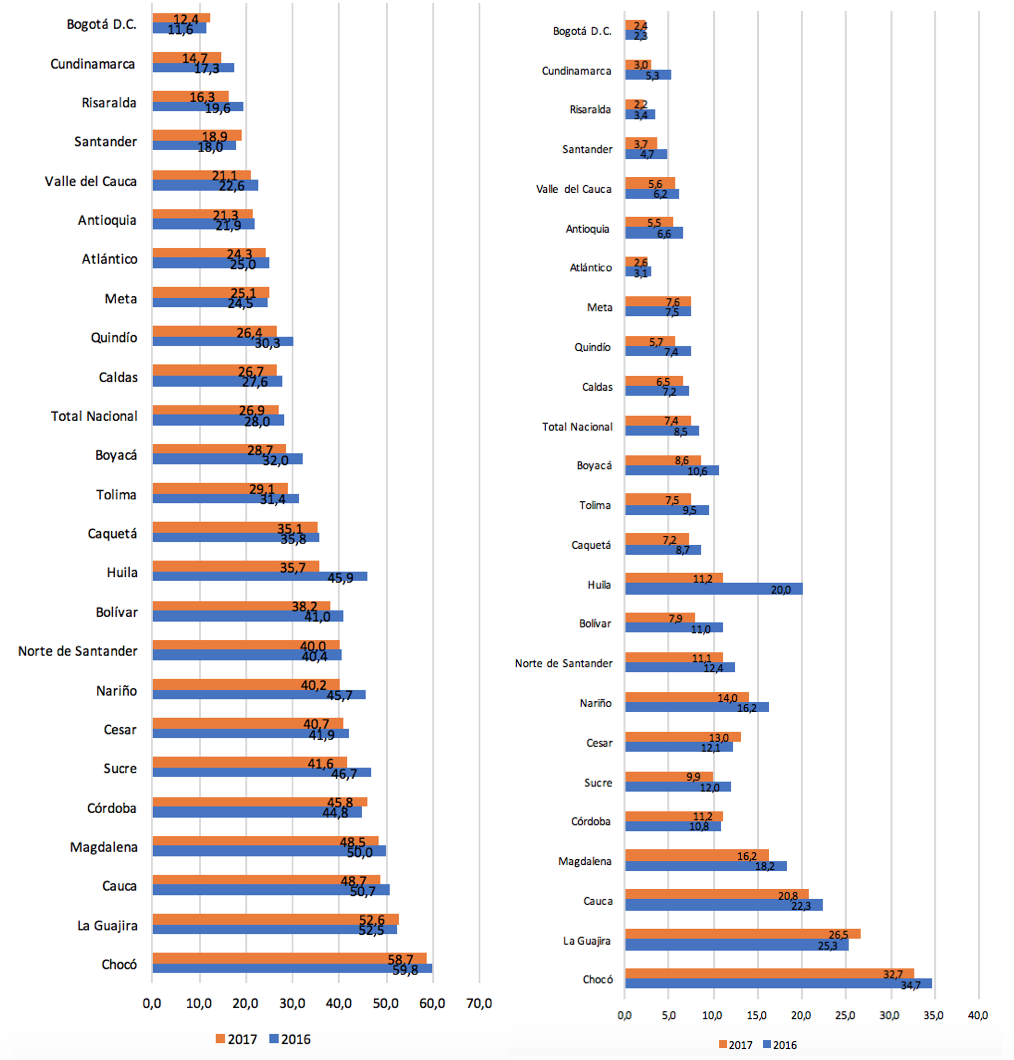 Bogotá D.C. 12,4
11,6
Cundinamarca 14,7
17,3
Risaralda 16,3
19,6
Santander 18,9
18,0
Valle del Cauca 21,1
22,6
Antioquia 21,3
21,9
Atlántico 24,3
25,0
Meta 25,1
24,5
Quindío 26,4
30,3
Caldas 26,7
27,6
Total Nacional 26,9
28,0
Boyacá 28,7
32,0
Tolima 29,1
31,4
Caquetá 35,1
35,8
Huila 35,7
45,9
Bolívar 38,2
41,0
Norte de Santander 40,0
40,4
Nariño 40,2
45,7
Cesar 40,7
41,9
Sucre 41,6
46,7
Córdoba 45,8
44,8
Magdalena 48,5
50,0
Cauca 48,7
50,7
La Guajira 52,6
52,5
Chocó 58,7
59,8
0,0 10,0 20,0 30,0 40,0 50,0 60,0 70,0
2017 2016
Bogotá D.C. 2,4
2,3
Cundinamarca 3,0
5,3
Risaralda 2,2
3,4
Santander 3,7
4,7
Valle del Cauca 5,6
6,2
Antioquia 5,5
6,6
Atlántico 2,6
3,1
Meta 7,6
7,5
Quindío 5,7
7,4
Caldas 6,5
7,2
Total Nacional 7,4
8,5
Boyacá 8,6
10,6
Tolima 7,5
9,5
Caquetá 7,2
8,7
Huila 11,2
20,0
Bolívar 7,9
11,0
Norte de Santander 11,1
12,4
Nariño 14,0
16,2
Cesar 13,0
12,1
Sucre 9,9
12,0
Córdoba 11,2
10,8
Magdalena 16,2
18,2
Cauca 20,8
22,3
La Guajira 26,5
25,3
Chocó 32,7
34,7
0,0 5,0 10,0 15,0 20,0 25,0 30,0 35,0 40,0
2017 2016